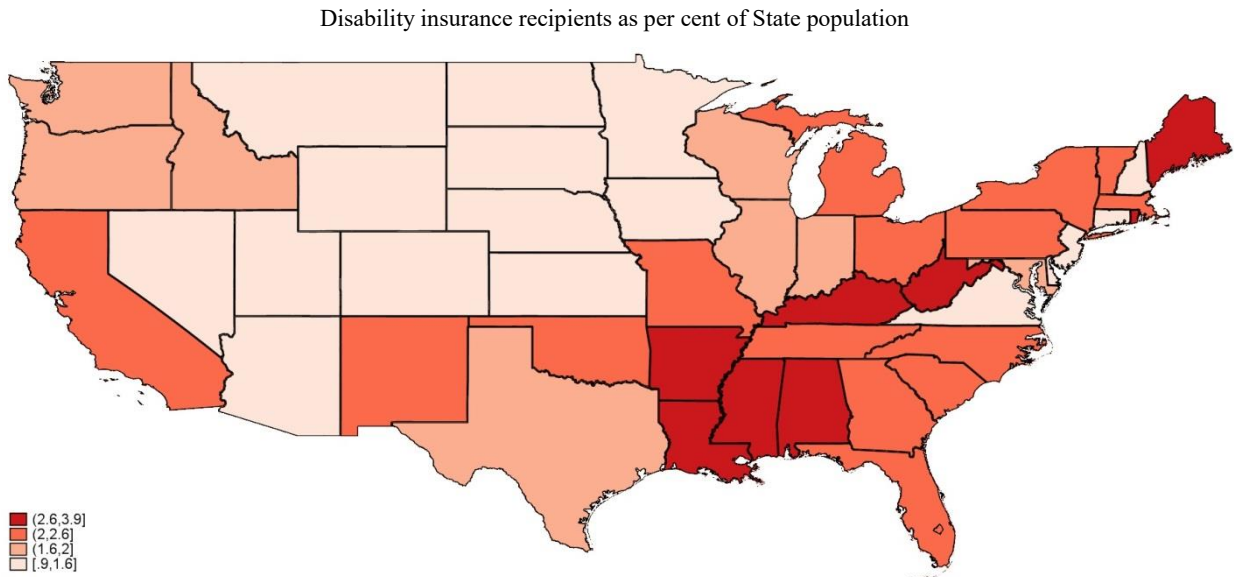 Disability insurance recipients as per cent of State population
(2.6,3.9]
(2,2.6]
(1.6,2]
[.9,1.6]